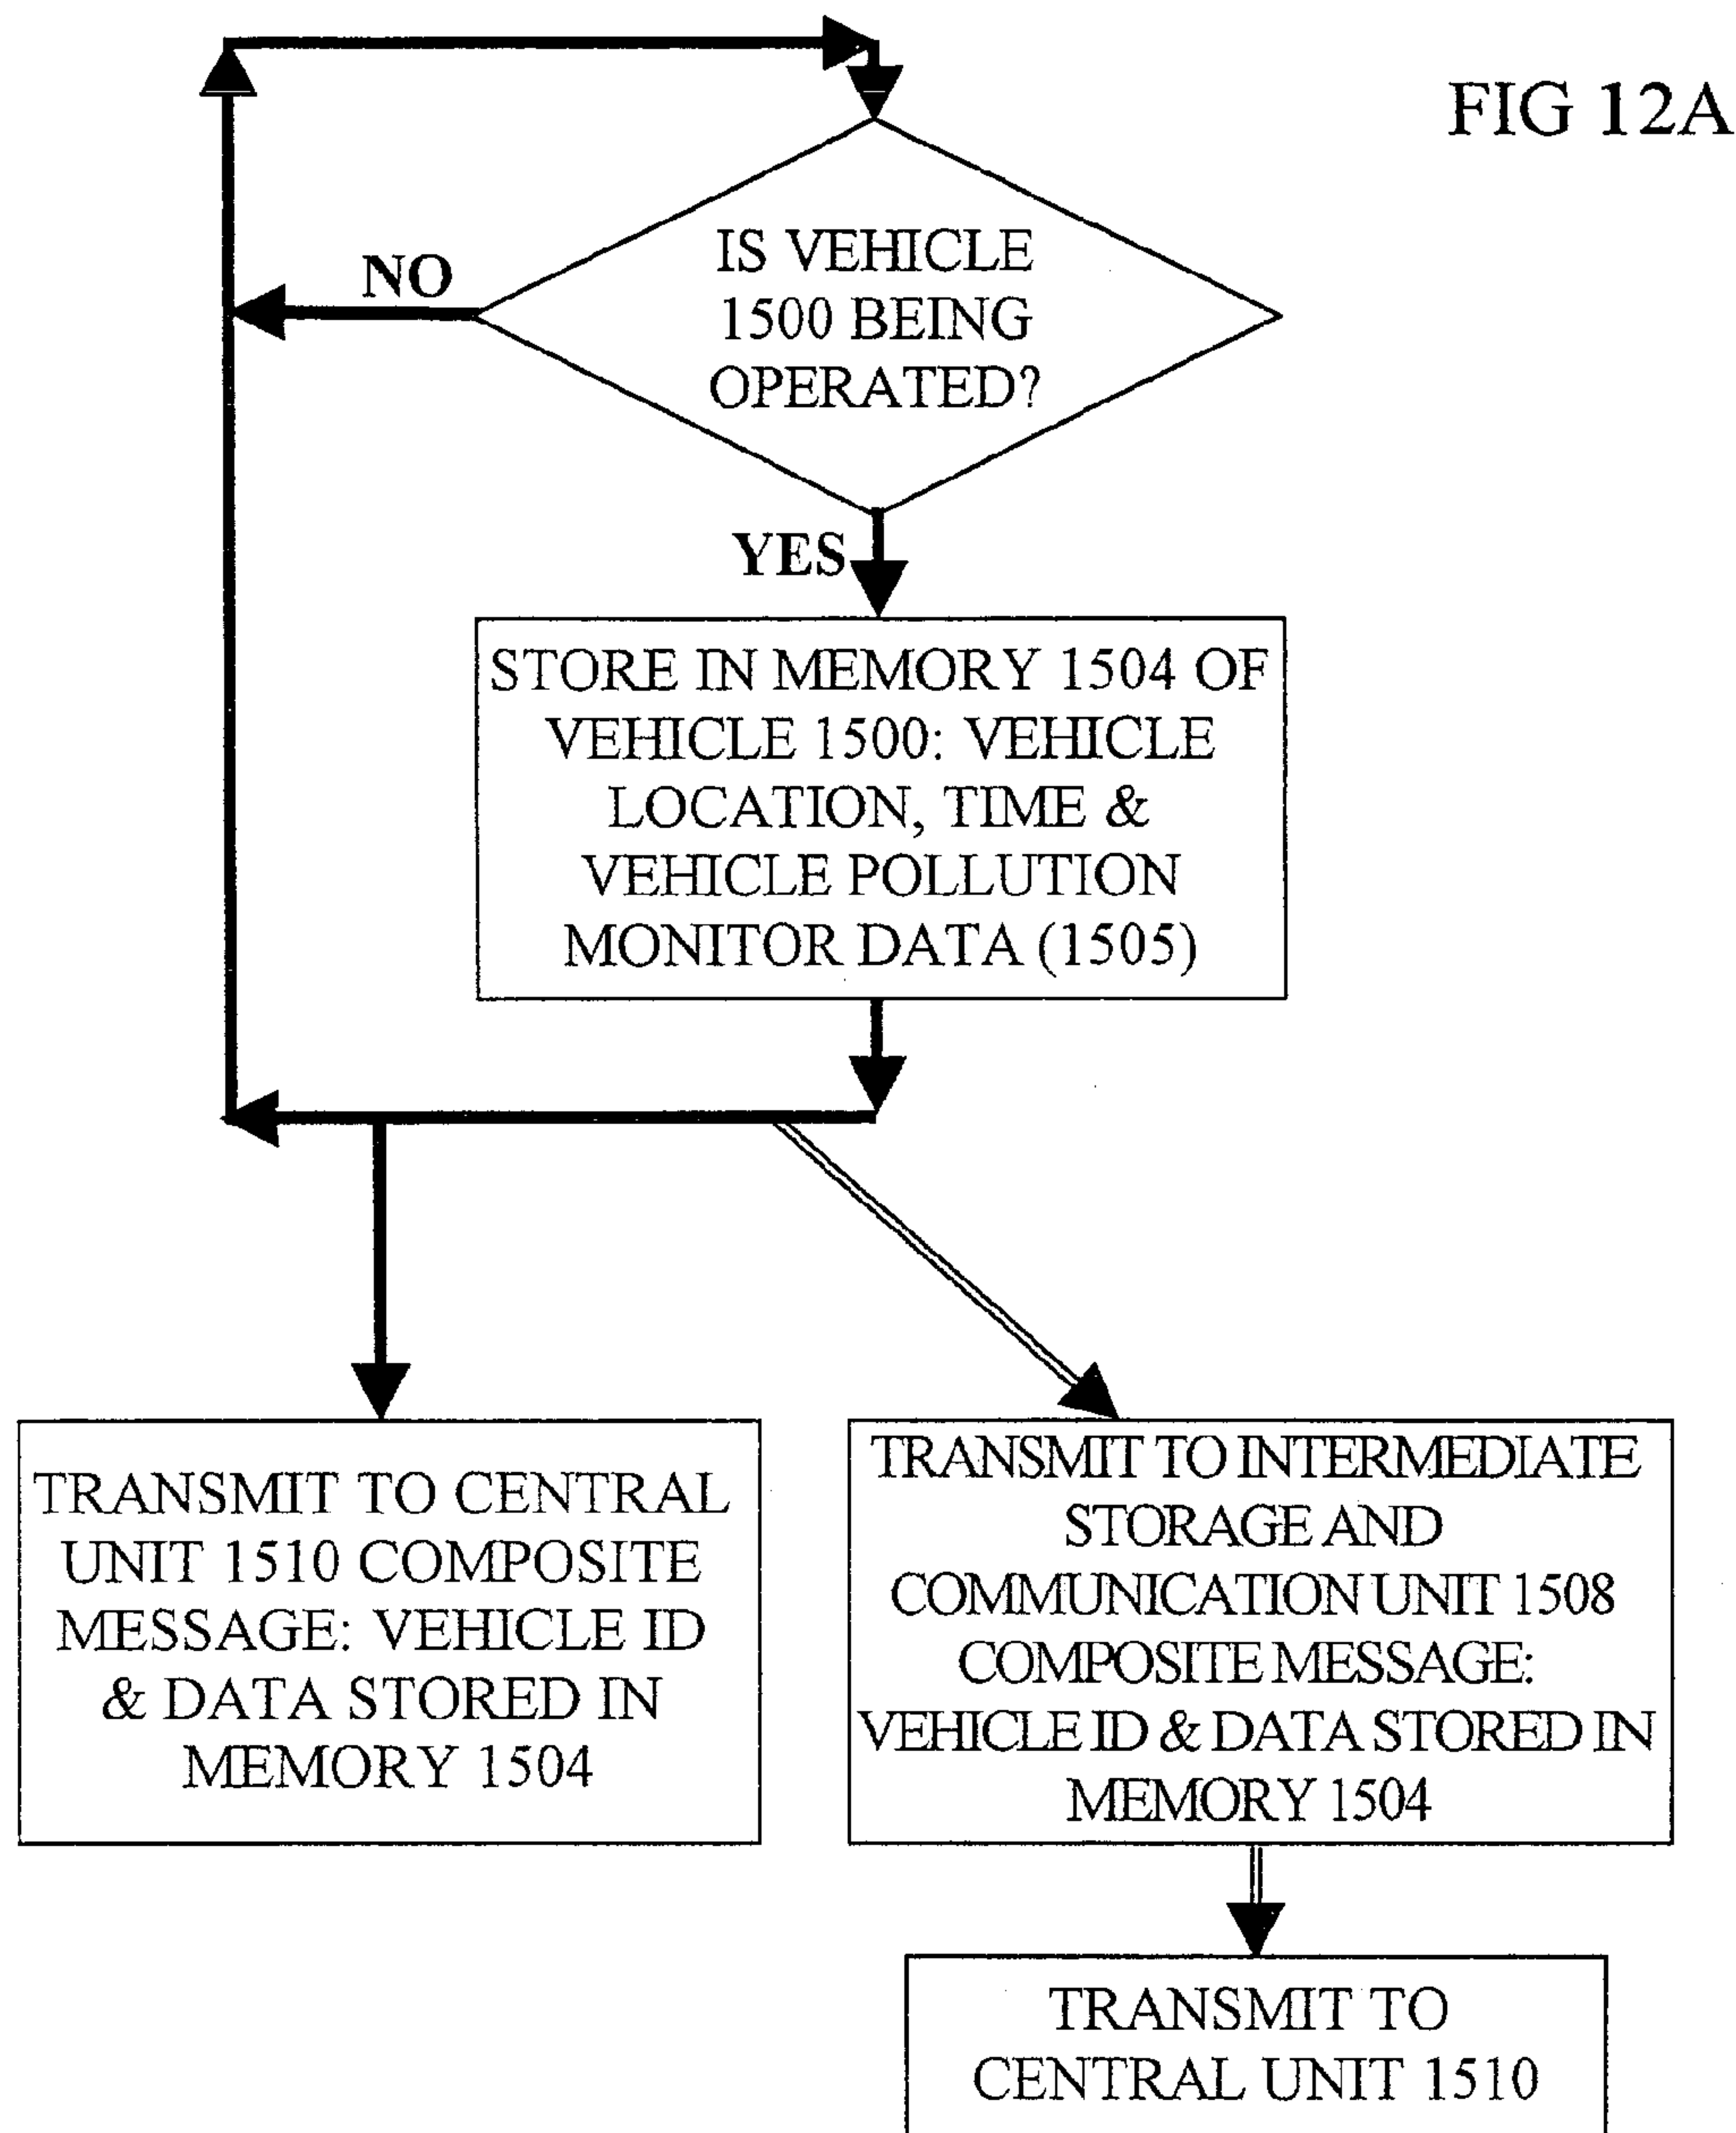 FIG 12A
IS VEHICLE
1500 BEING
OPERATED?
NO
YES
STORE IN MEMORY 1504 OF
VEHICLE 1500: VEHICLE
LOCATION, TIME &
VEHICLE POLLUTION
MONITOR DATA (1505)
TRANSMIT TO CENTRAL
UNIT 1510 COMPOSITE
MESSAGE: VEHICLE ID
& DATA STORED IN
MEMORY 1504
TRANSMIT TO INTERMEDIATE
STORAGE AND
COMMUNICATION UNIT 1508
COMPOSITE MESSAGE:
VEHICLE ID & DATA STORED IN
MEMORY 1504
TRANSMIT TO
CENTRAL UNIT 1510